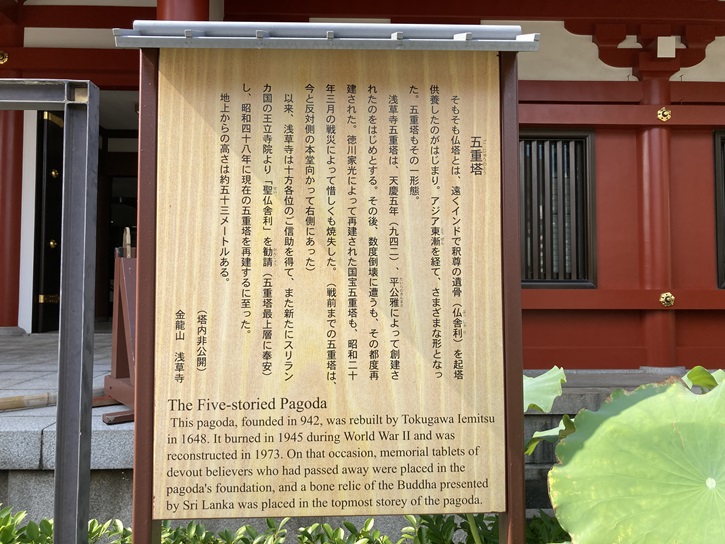 五重塔
そもそも仏塔とは、遠くインドで釈尊の遺骨（仏舎利）を起塔
供養したのがはじまり。アジア東漸を経て、さまざまな形となっ
た。五重塔もその一形態。
浅草寺五重塔は、天慶五年（九四二）、平公雅によって創建さ
れたのをはじめとする。その後、数度倒壊に遭うも、その都度再
建された。徳川家光によって再建された国宝五重塔も、昭和二十
年三月の戦災によって惜しくも焼失した。（戦前までの五重塔は、
今と反対側の本堂向かって右側にあった）
以来、浅草寺は十方各位のご信助を得て、また新たにスリラン
カ国の王立寺院より「聖仏舎利」を勧請（五重塔最上層に奉安）
し、昭和四十八年に現在の五重塔を再建するに至った。
地上からの高さは約五十三メートルある。
（塔内非公開）
金龍山　浅草寺
The Five-storied Pagoda
This pagoda, founded in 942, was rebuilt by Tokugawa Iemitsu
in 1648. It burned in 1945 during World War II and was
reconstructed in 1973. On that occasion, memorial tablets of
devout believers who had passed away were placed in the
pagoda's foundation, and a bone relic of the Buddha presented
by Sri Lanka was placed in the topmost storey of the pagoda.